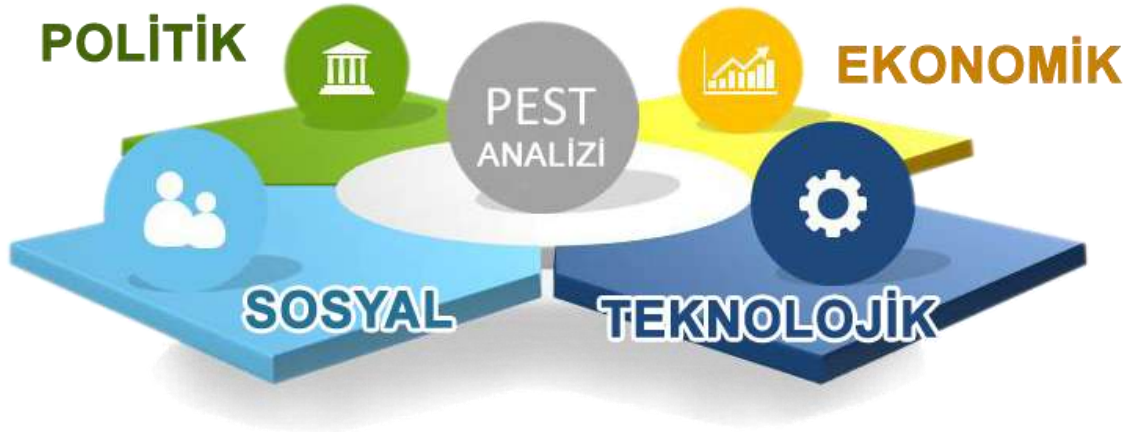 POLİTİK
EKONOMİK
PEST
ANALİZİ
SOSYAL
TEKNOLOJİK